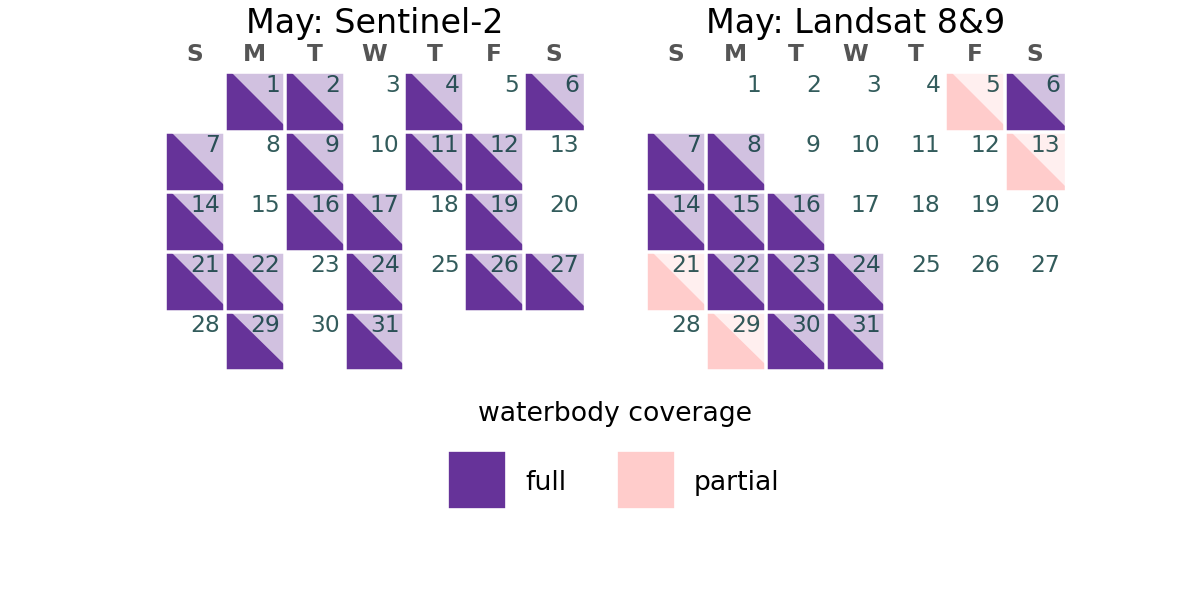 May: Sentinel-2
S M T W T F S
1 2 3 4 5 6
7 8 9 10 11 12 13
14 15 16 17 18 19 20
21 22 23 24 25 26 27
28 29 30 31
May: Landsat 8&9
S M T W T F S
1 2 3 4 5 6
7 8 9 10 11 12 13
14 15 16 17 18 19 20
21 22 23 24 25 26 27
28 29 30 31
waterbody coverage
full partial